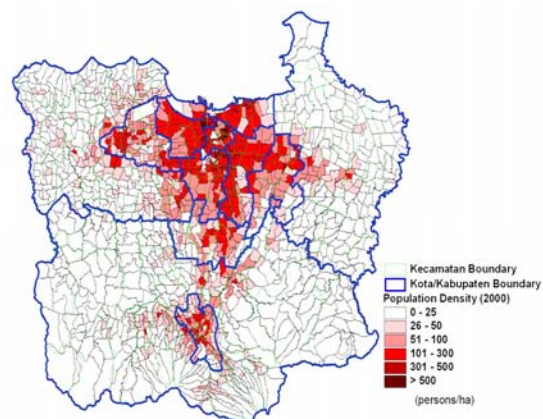 Kecamatan Boundary
Kota/Kabupaten Boundary
Population Density (2000)
0 - 25
26 - 50
51 - 100
101 - 300
301 - 500
> 500
(persons/ha)